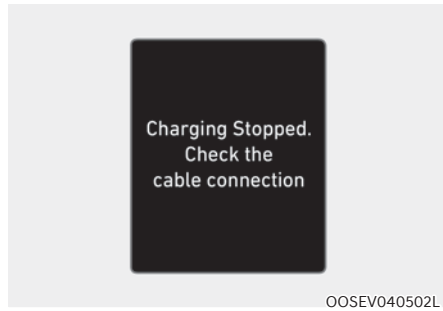 Charging Stopped.
Check the
cable connection
OOSEV040502L